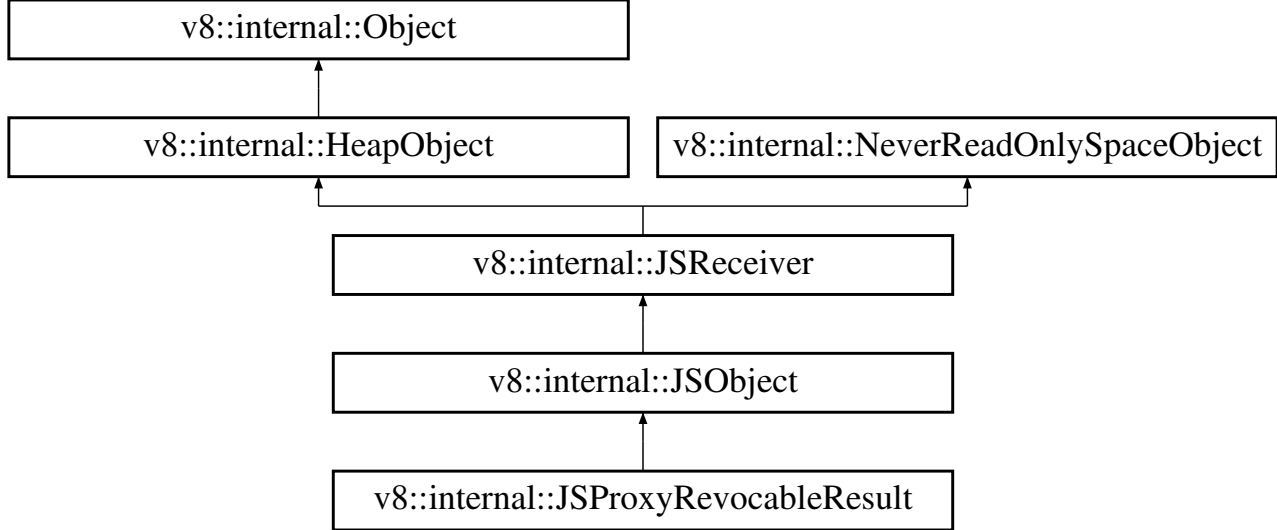 v8::internal::Object
v8::internal::HeapObject
v8::internal::NeverReadOnlySpaceObject
v8::internal::JSReceiver
v8::internal::JSObject
v8::internal::JSProxyRevocableResult